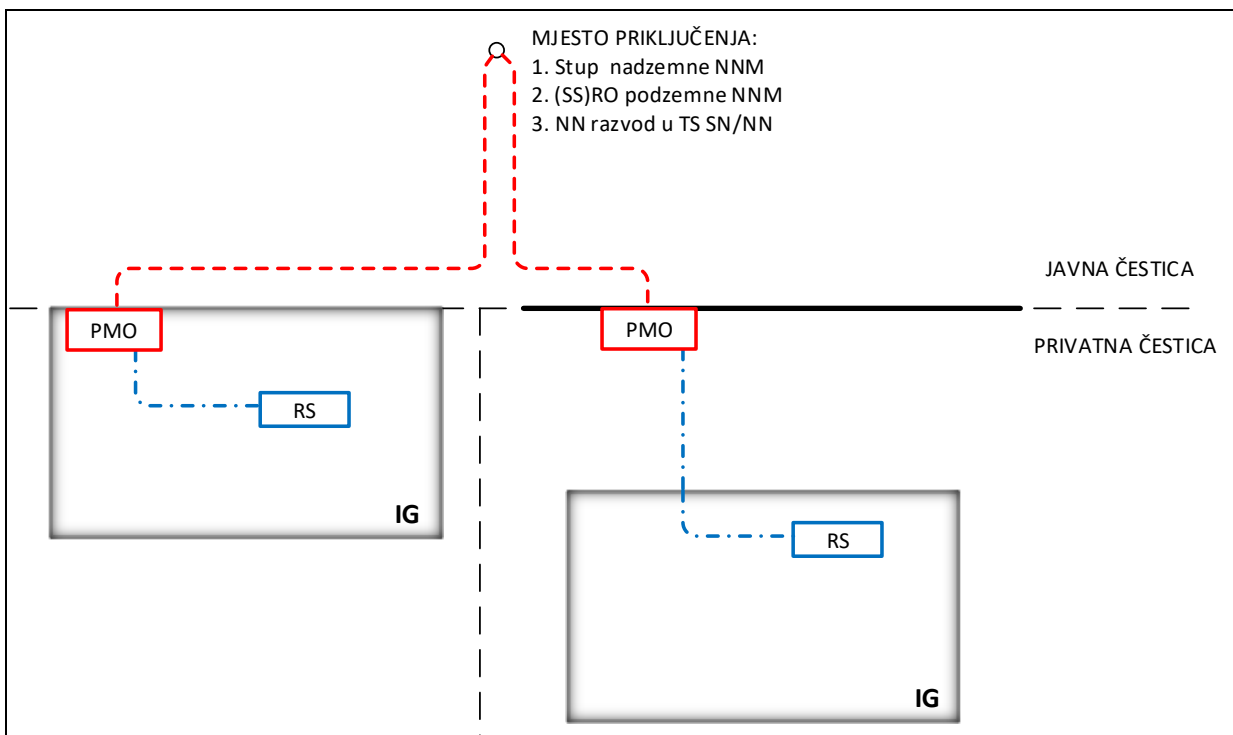 MJESTO PRIKLJUČENJA:
1. Stup nadzemne NNM
2. (SS)RO podzemne NNM
3. NN razvod u TS SN/NN
JAVNA ČESTICA
PMO
PMO
PRIVATNA ČESTICA
RS
IG
RS
IG